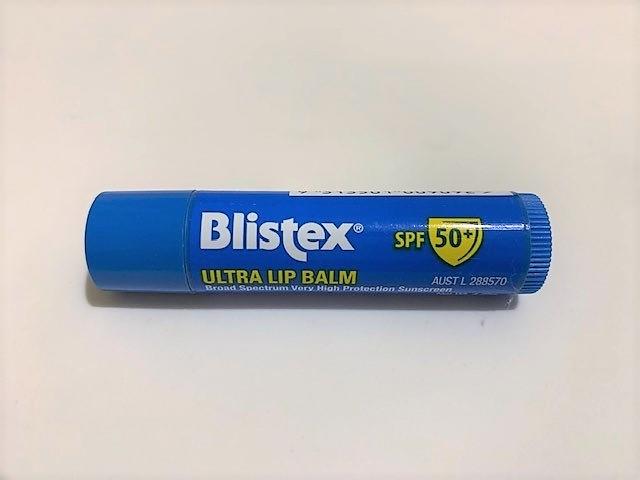 Blistex®
SPF 50+
ULTRA LIP BALM
Broad Spectrum Very High Protection Sunscreen
AUST L 288570